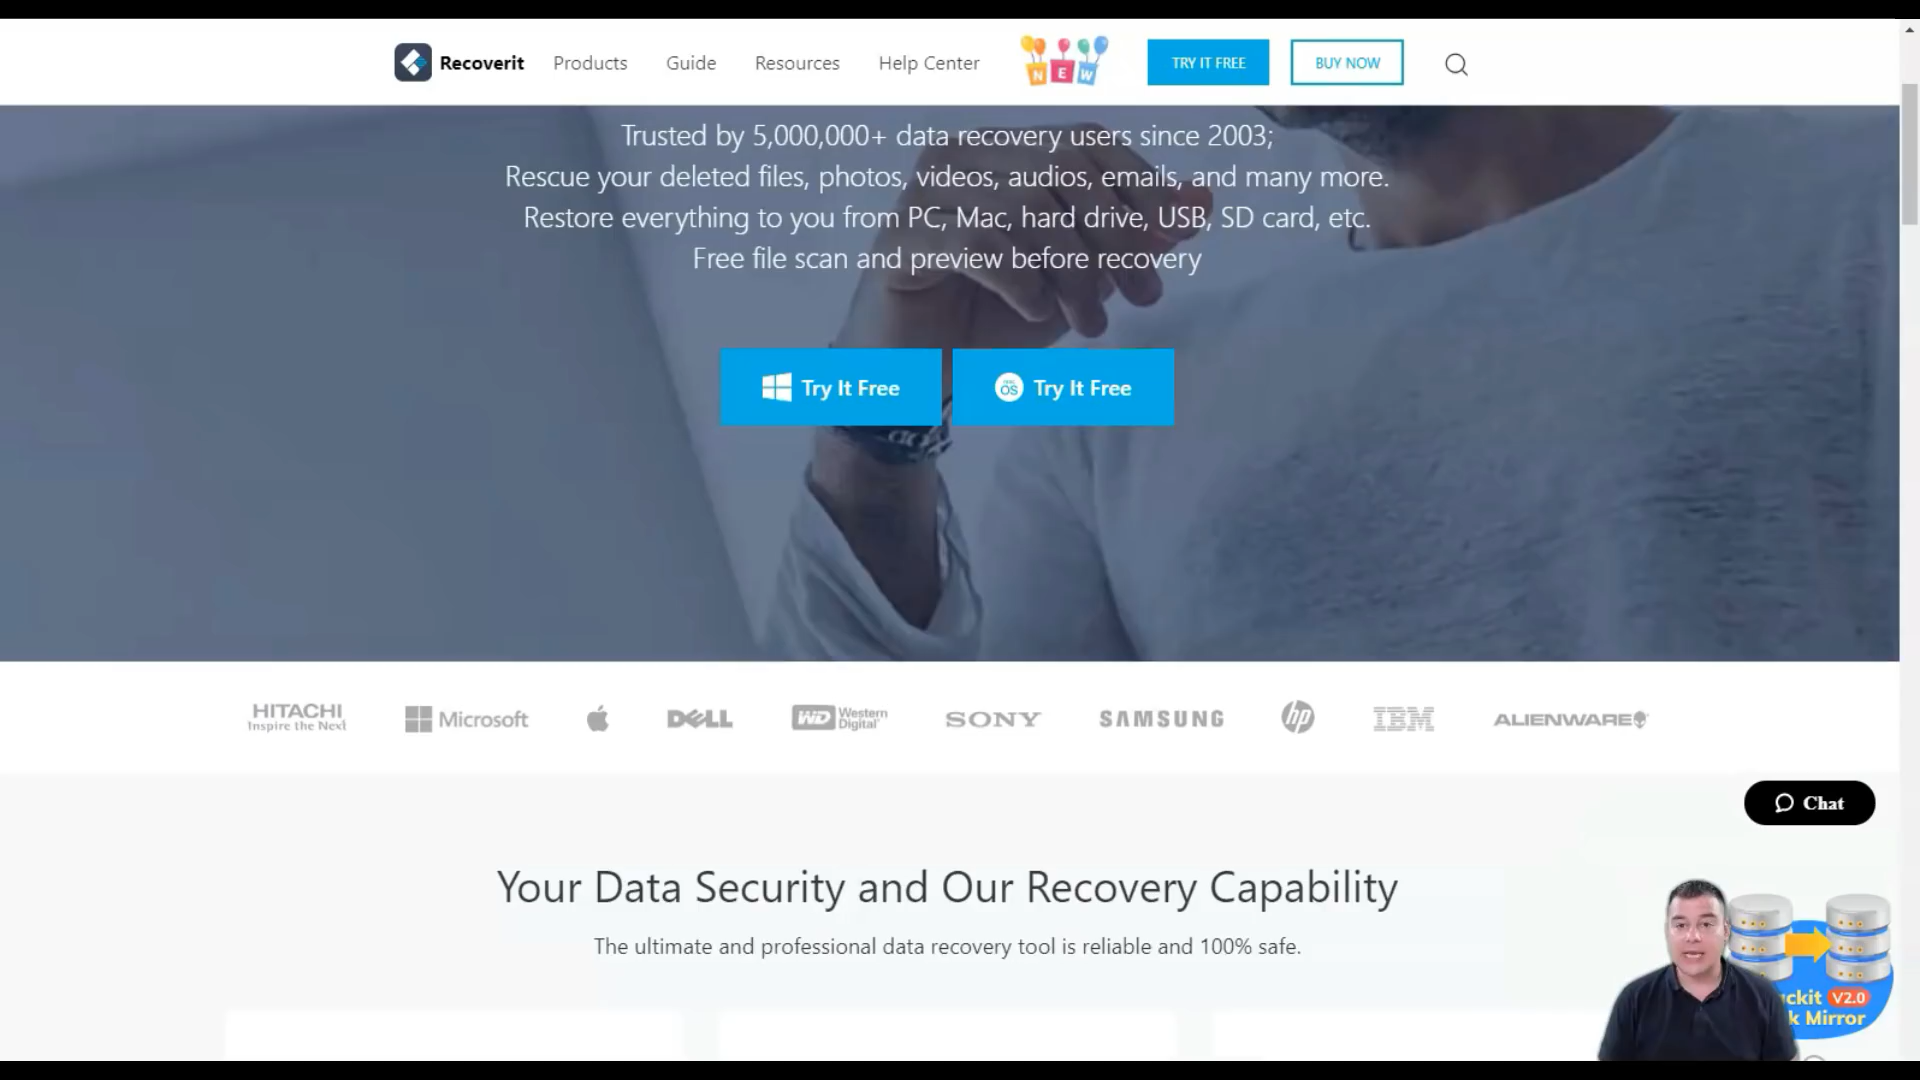 Recoverit
Products
Guide
Resources
Help Center
NEW
TRY IT FREE
BUY NOW
Trusted by 5,000,000+ data recovery users since 2003;
Rescue your deleted files, photos, videos, audios, emails, and many more.
Restore everything to you from PC, Mac, hard drive, USB, SD card, etc.
Free file scan and preview before recovery
Try It Free
OS Try It Free
HITACHI
Inspire the Next
Microsoft
DELL
WD Western
Digital
SONY
SAMSUNG
hp
IBM
ALIENWARE
Chat
Your Data Security and Our Recovery Capability
The ultimate and professional data recovery tool is reliable and 100% safe.
V2.0
Mirror